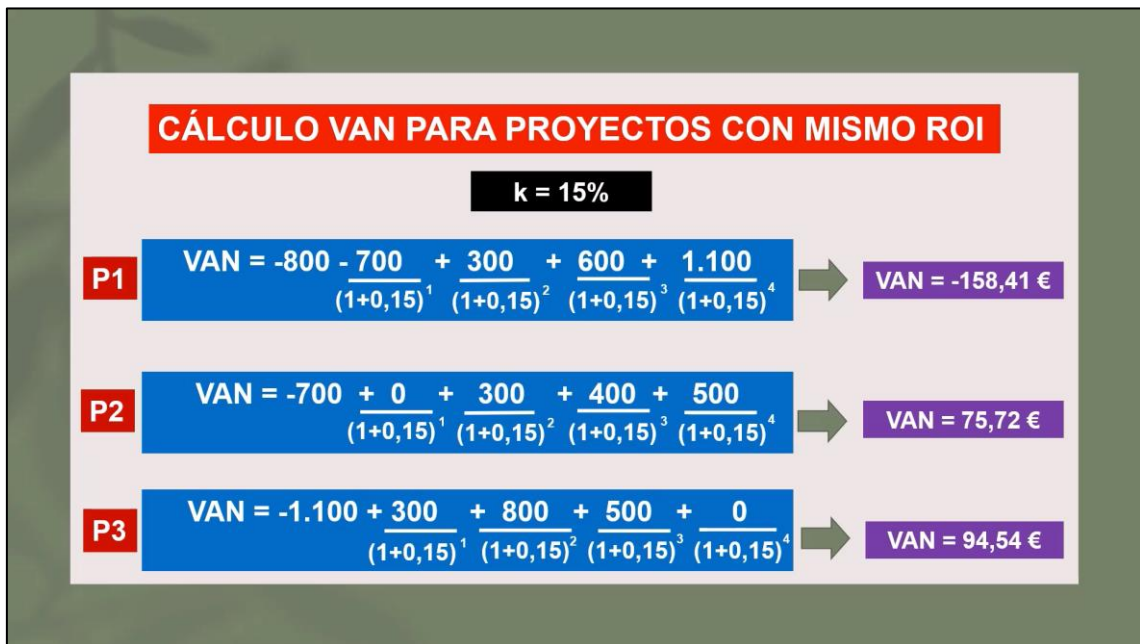 CÁLCULO VAN PARA PROYECTOS CON MISMO ROI
k = 15%
P1
VAN = -800 - 700 + 300 + 600 + 1.100
(1+0,15)¹ (1+0,15)² (1+0,15)³ (1+0,15)⁴
VAN = -158,41 €
P2
VAN = -700 + 0 + 300 + 400 + 500
(1+0,15)¹ (1+0,15)² (1+0,15)³ (1+0,15)⁴
VAN = 75,72 €
P3
VAN = -1.100 + 300 + 800 + 500 + 0
(1+0,15)¹ (1+0,15)² (1+0,15)³ (1+0,15)⁴
VAN = 94,54 €